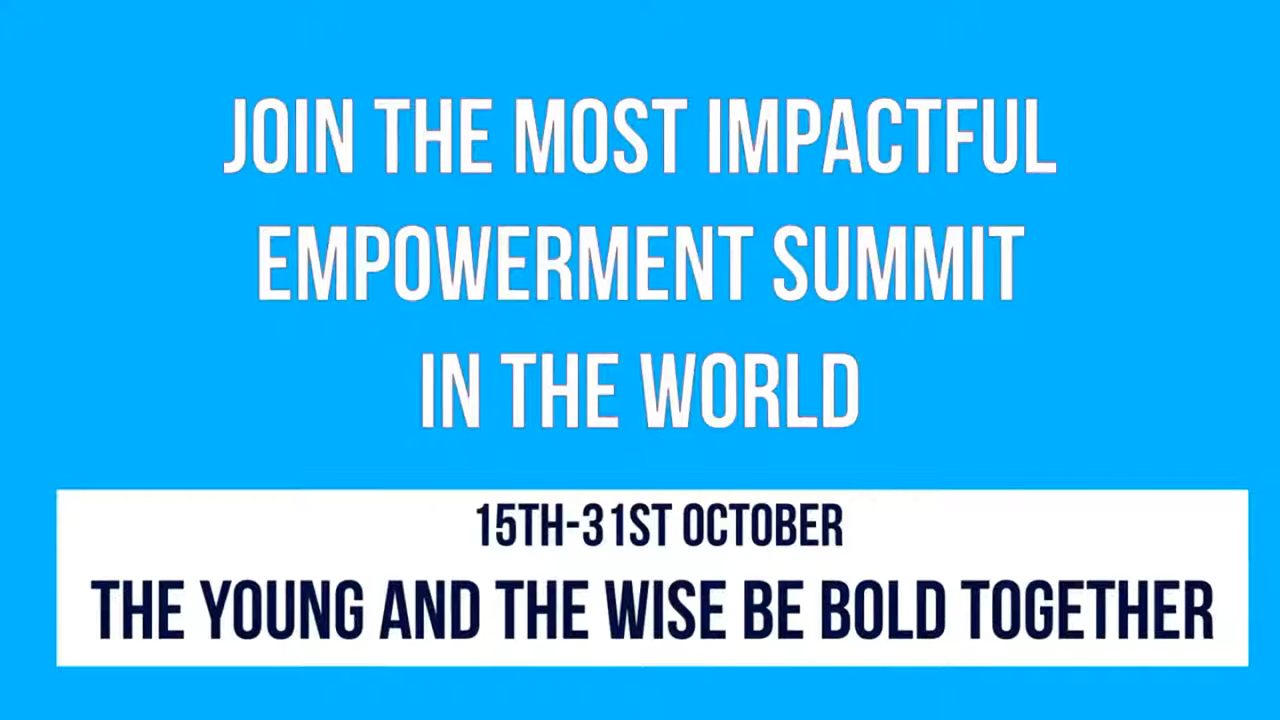 JOIN THE MOST IMPACTFUL
EMPOWERMENT SUMMIT
IN THE WORLD
15TH-31ST OCTOBER
THE YOUNG AND THE WISE BE BOLD TOGETHER